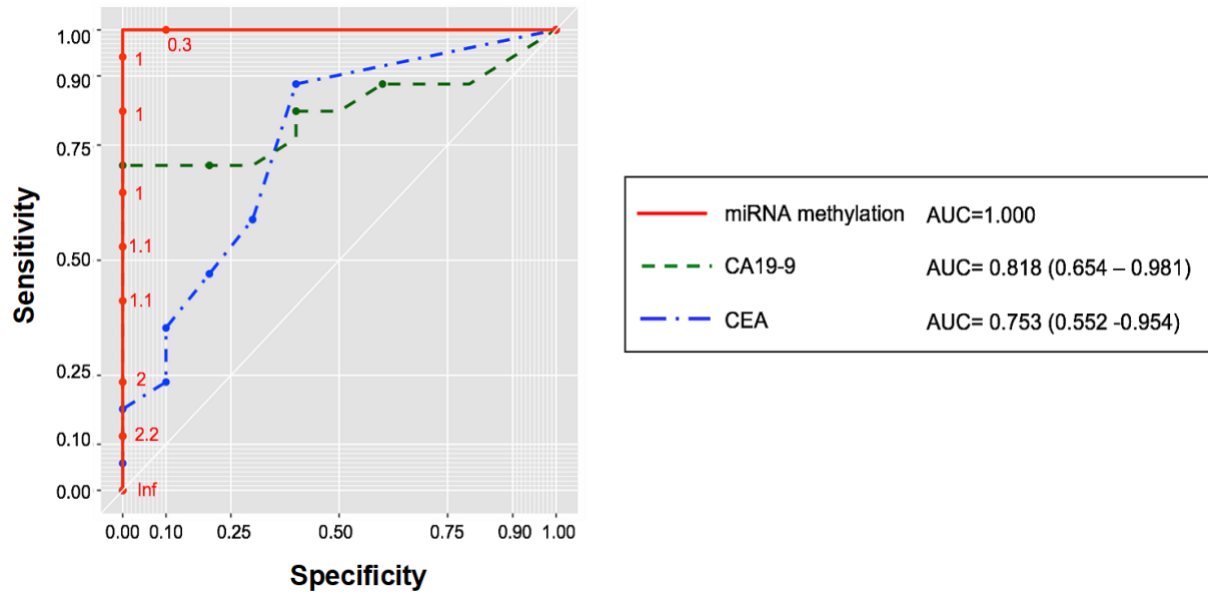 Sensitivity
1.00
0.90
0.75
0.50
0.25
0.10
0.00
0.3
1
1
1
1.1
1.1
2
2.2
Inf
0.00 0.10 0.25 0.50 0.75 0.90 1.00
Specificity
miRNA methylation AUC=1.000
CA19-9 AUC= 0.818 (0.654 – 0.981)
CEA AUC= 0.753 (0.552 -0.954)